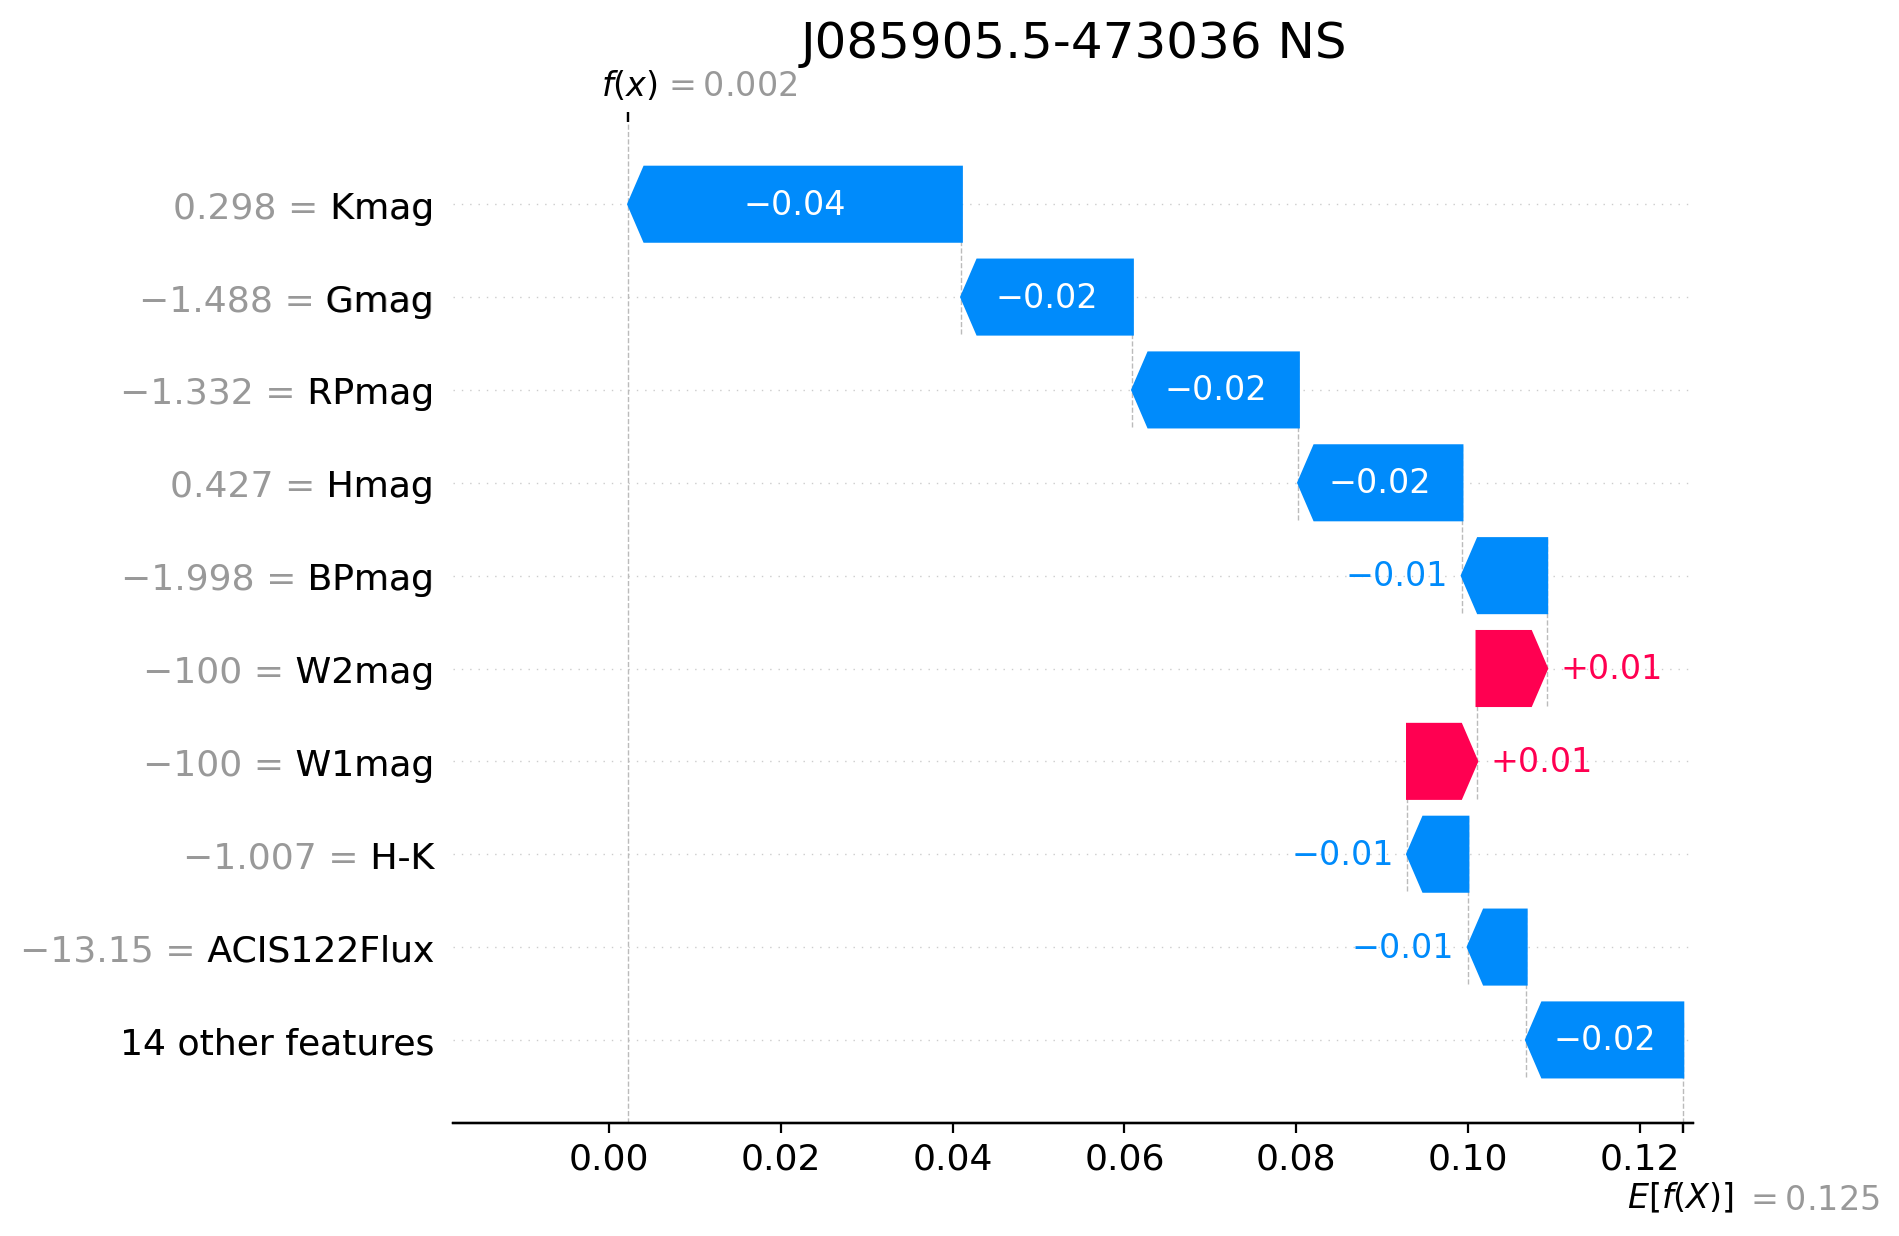 J085905.5-473036 NS
f(x) = 0.002
0.298 = Kmag −0.04
−1.488 = Gmag −0.02
−1.332 = RPmag −0.02
0.427 = Hmag −0.02
−1.998 = BPmag −0.01
−100 = W2mag +0.01
−100 = W1mag +0.01
−1.007 = H-K −0.01
−13.15 = ACIS122Flux −0.01
14 other features −0.02
0.00 0.02 0.04 0.06 0.08 0.10 0.12
E[f(X)] = 0.125